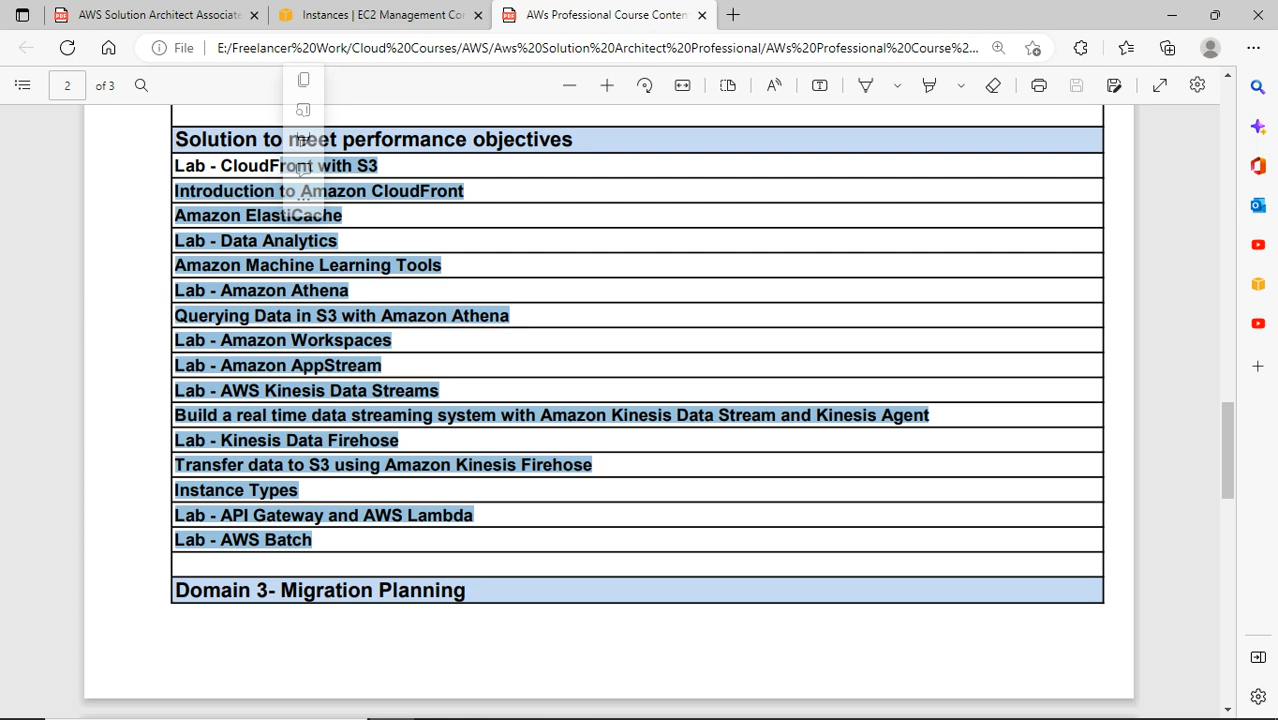 AWS Solution Architect Associate
Instances | EC2 Management Con
AWs Professional Course Conten
File
E:/Freelancer%20Work/Cloud%20Courses/AWS/Aws%20Solution%20Architect%20Professional/AWs%20Professional%20Course%...
2
of 3
Solution to meet performance objectives
Lab - CloudFront with S3
Introduction to Amazon CloudFront
Amazon ElastiCache
Lab - Data Analytics
Amazon Machine Learning Tools
Lab - Amazon Athena
Querying Data in S3 with Amazon Athena
Lab - Amazon Workspaces
Lab - Amazon AppStream
Lab - AWS Kinesis Data Streams
Build a real time data streaming system with Amazon Kinesis Data Stream and Kinesis Agent
Lab - Kinesis Data Firehose
Transfer data to S3 using Amazon Kinesis Firehose
Instance Types
Lab - API Gateway and AWS Lambda
Lab - AWS Batch
Domain 3- Migration Planning